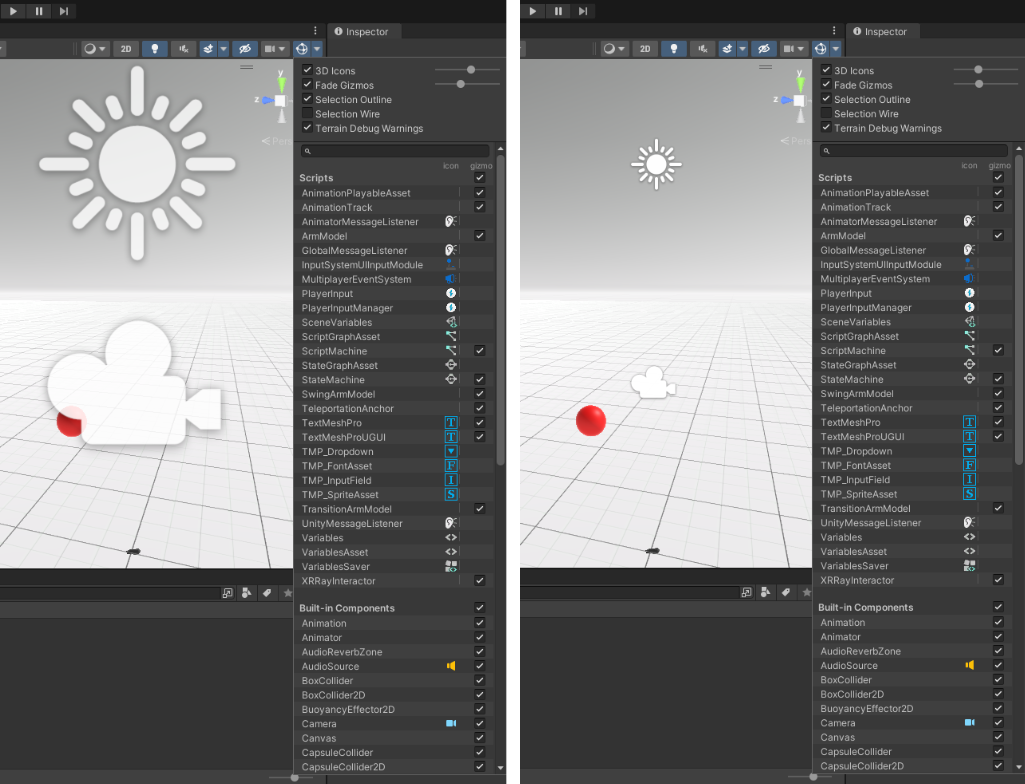 2D
Inspector
3D Icons
Fade Gizmos
Selection Outline
Selection Wire
Terrain Debug Warnings
y
z
Pers
icon gizmo
Scripts
AnimationPlayableAsset
AnimationTrack
AnimatorMessageListener
ArmModel
GlobalMessageListener
InputSystemUIInputModule
MultiplayerEventSystem
PlayerInput
PlayerInputManager
SceneVariables
ScriptGraphAsset
ScriptMachine
StateGraphAsset
StateMachine
SwingArmModel
TeleportationAnchor
TextMeshPro T
TextMeshProUGUI T
TMP_Dropdown
TMP_FontAsset F
TMP_InputField I
TMP_SpriteAsset S
TransitionArmModel
UnityMessageListener
Variables
VariablesAsset
VariablesSaver
XRRayInteractor
Built-in Components
Animation
Animator
AudioReverbZone
AudioSource
BoxCollider
BoxCollider2D
BuoyancyEffector2D
Camera
Canvas
CapsuleCollider
CapsuleCollider2D
2D
Inspector
3D Icons
Fade Gizmos
Selection Outline
Selection Wire
Terrain Debug Warnings
y
z
Pers
icon gizmo
Scripts
AnimationPlayableAsset
AnimationTrack
AnimatorMessageListener
ArmModel
GlobalMessageListener
InputSystemUIInputModule
MultiplayerEventSystem
PlayerInput
PlayerInputManager
SceneVariables
ScriptGraphAsset
ScriptMachine
StateGraphAsset
StateMachine
SwingArmModel
TeleportationAnchor
TextMeshPro T
TextMeshProUGUI T
TMP_Dropdown
TMP_FontAsset F
TMP_InputField I
TMP_SpriteAsset S
TransitionArmModel
UnityMessageListener
Variables
VariablesAsset
VariablesSaver
XRRayInteractor
Built-in Components
Animation
Animator
AudioReverbZone
AudioSource
BoxCollider
BoxCollider2D
BuoyancyEffector2D
Camera
Canvas
CapsuleCollider
CapsuleCollider2D